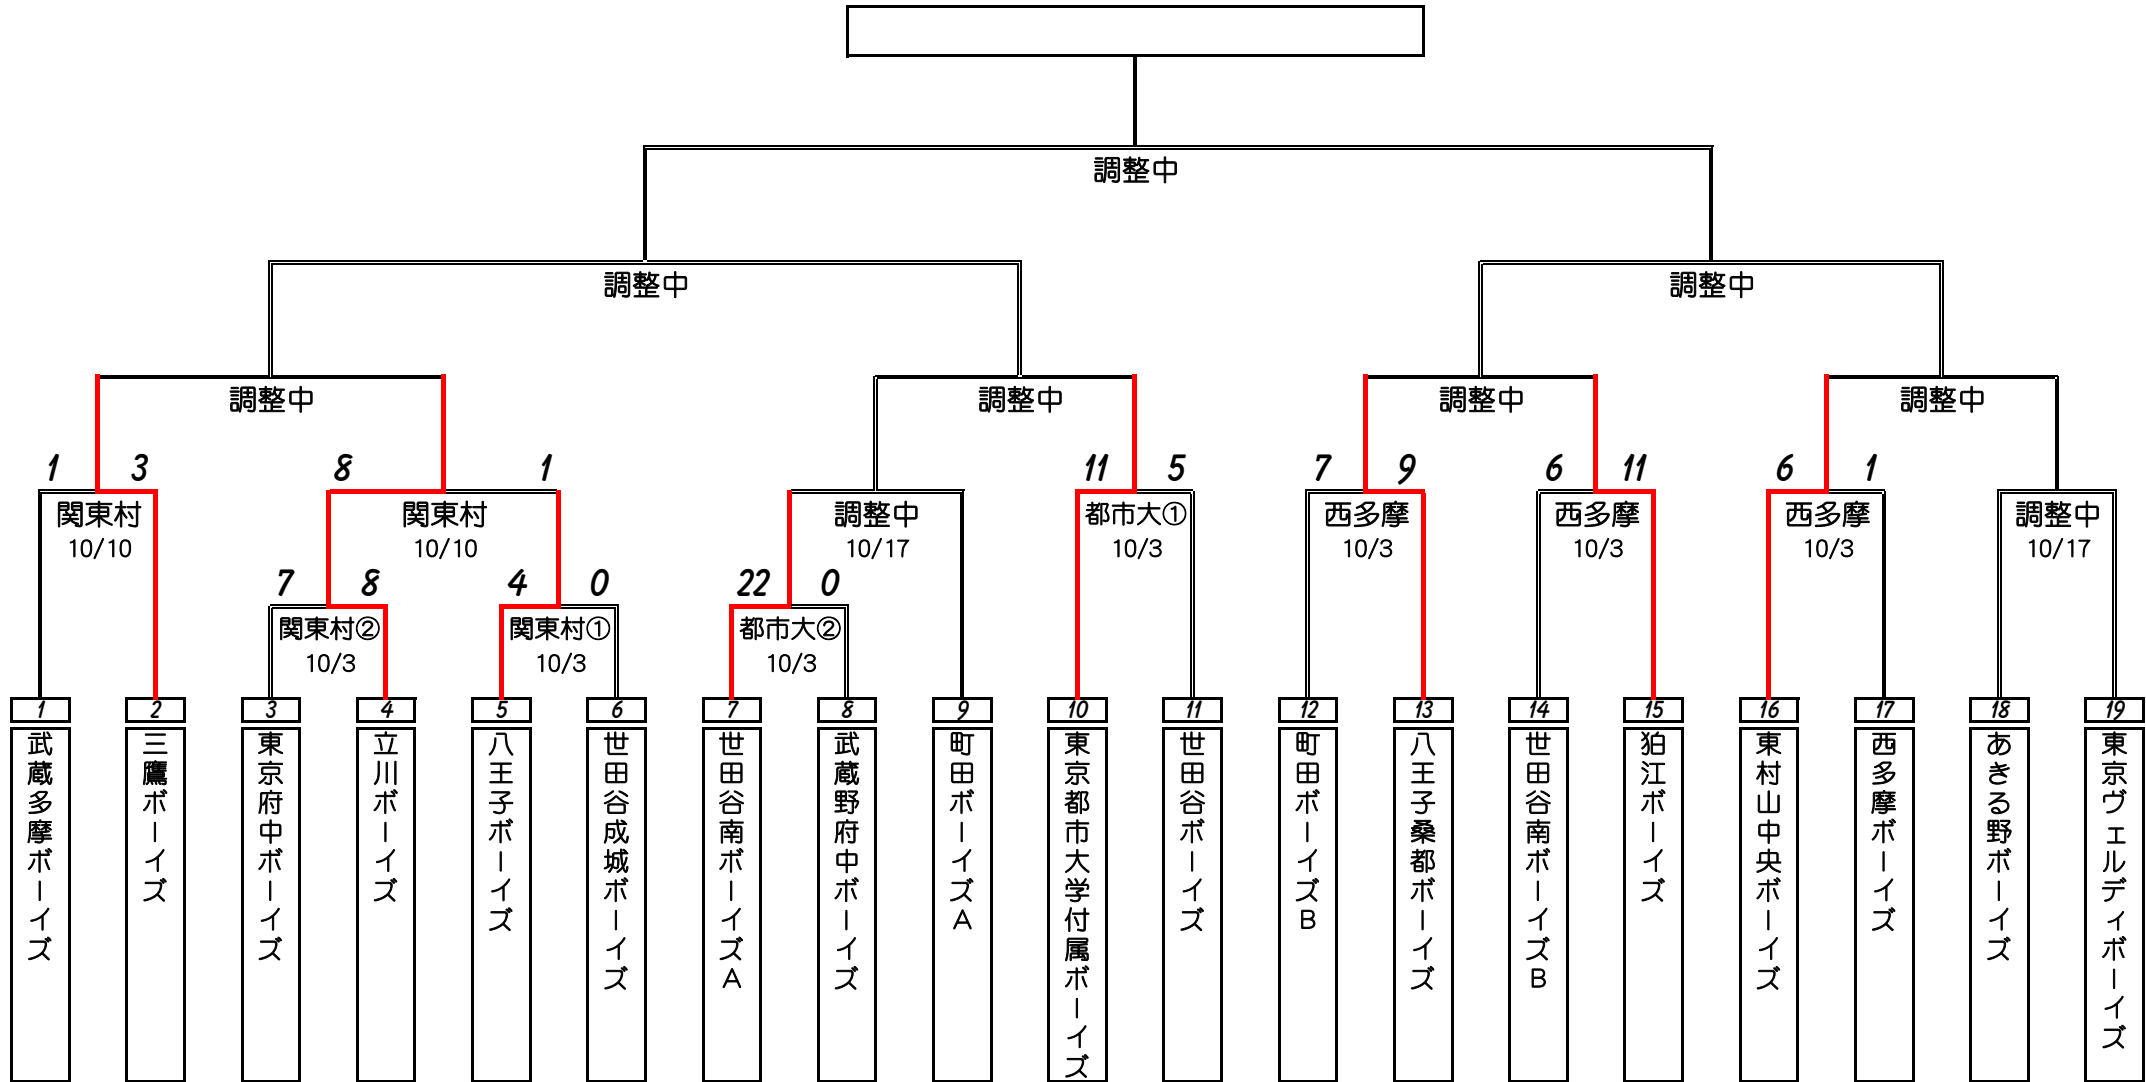 調整中
調整中
調整中
調整中
調整中
調整中
調整中
1 3
8 1
11 5
7 9
6 11
6 1
関東村
10/10
関東村
10/10
調整中
10/17
都市大①
10/3
西多摩
10/3
西多摩
10/3
西多摩
10/3
調整中
10/17
7 8
4 0
22 0
関東村②
10/3
関東村①
10/3
都市大②
10/3
1
2
3
4
5
6
7
8
9
10
11
12
13
14
15
16
17
18
19
武蔵多摩ボーイズ
三鷹ボーイズ
東京府中ボーイズ
立川ボーイズ
八王子ボーイズ
世田谷成城ボーイズ
世田谷南ボーイズA
武蔵野府中ボーイズ
町田ボーイズA
東京都市大学付属ボーイズ
世田谷ボーイズ
町田ボーイズB
八王子桑都ボーイズ
世田谷南ボーイズB
狛江ボーイズ
東村山中央ボーイズ
西多摩ボーイズ
あきる野ボーイズ
東京ヴェルディボーイズ